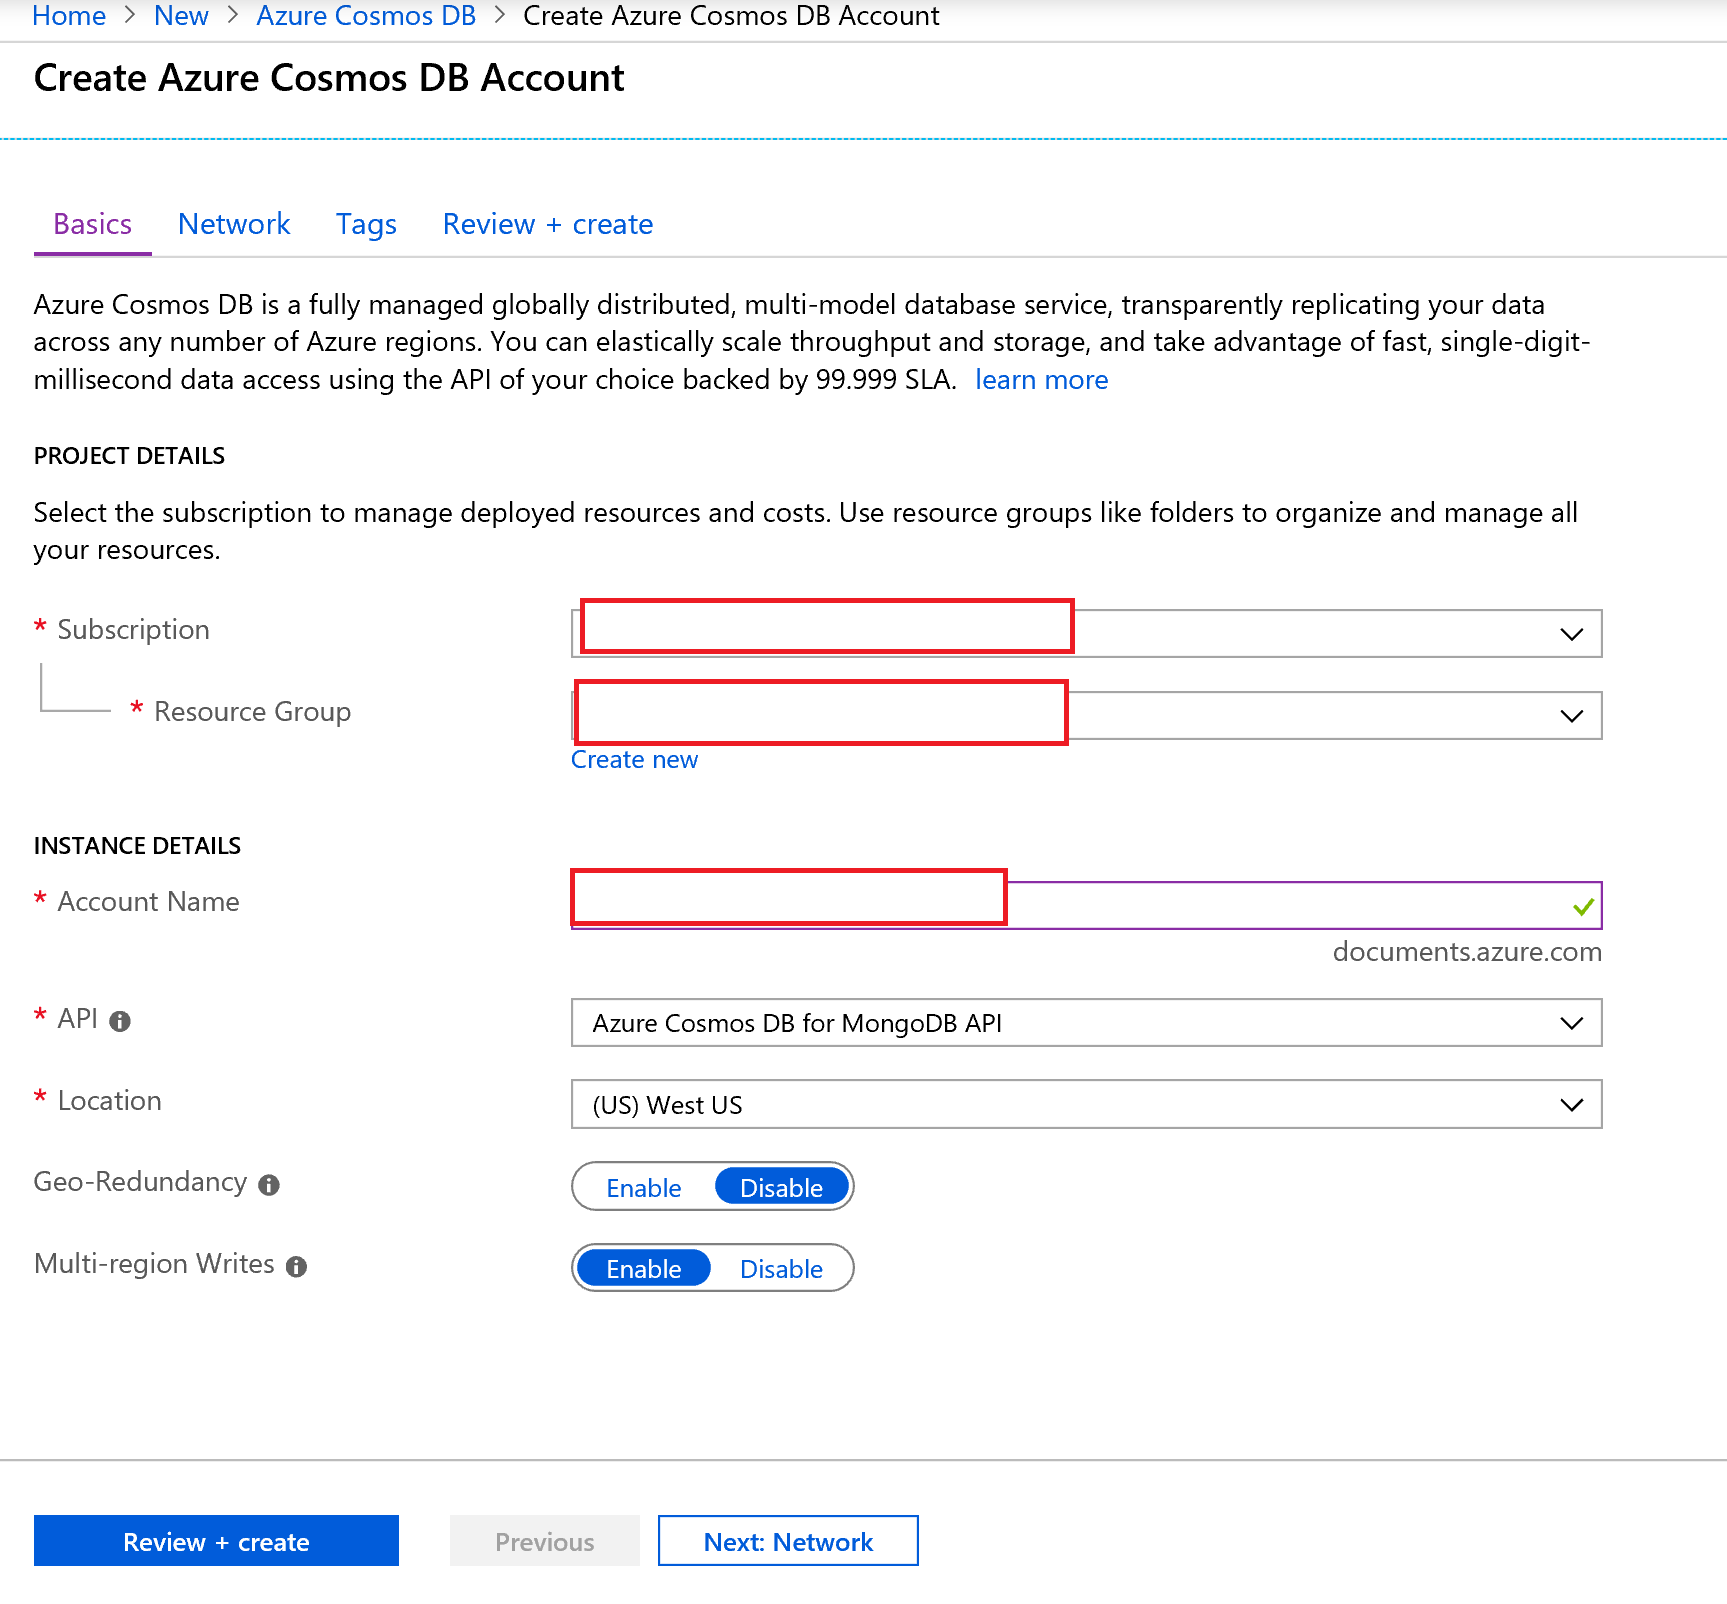 Home > New > Azure Cosmos DB > Create Azure Cosmos DB Account
Create Azure Cosmos DB Account
Basics Network Tags Review + create
Azure Cosmos DB is a fully managed globally distributed, multi-model database service, transparently replicating your data
across any number of Azure regions. You can elastically scale throughput and storage, and take advantage of fast, single-digit-
millisecond data access using the API of your choice backed by 99.999 SLA. learn more
PROJECT DETAILS
Select the subscription to manage deployed resources and costs. Use resource groups like folders to organize and manage all
your resources.
* Subscription
* Resource Group
Create new
INSTANCE DETAILS
* Account Name
documents.azure.com
* API Azure Cosmos DB for MongoDB API
* Location (US) West US
Geo-Redundancy Enable Disable
Multi-region Writes Enable Disable
Review + create Previous Next: Network